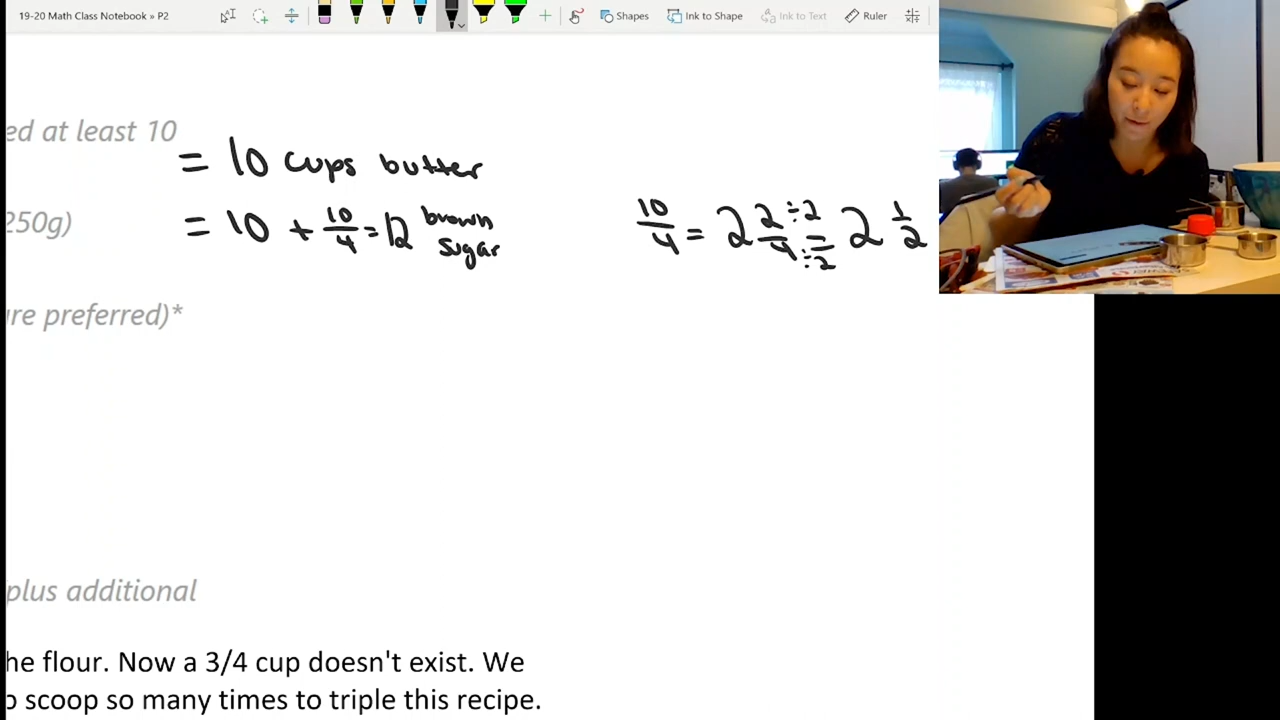 19-20 Math Class Notebook » P2
Shapes
Ink to Shape
Ink to Text
Ruler
ed at least 10
= 10 cups butter
250g)
= 10 + 10/4 = 12 brown sugar
10/4 = 2 2/4 ÷2 = ÷2 2 1/2
are preferred)*
plus additional
he flour. Now a 3/4 cup doesn't exist. We
o scoop so many times to triple this recipe.